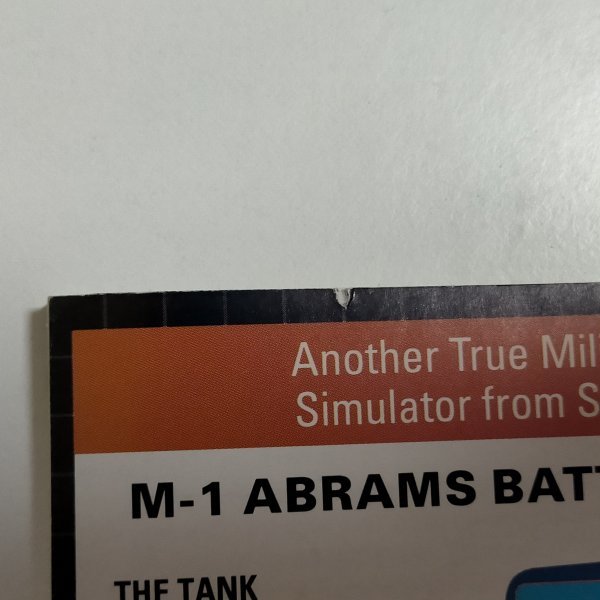 Another True Mil
Simulator from S
M-1 ABRAMS BATT
THE TANK